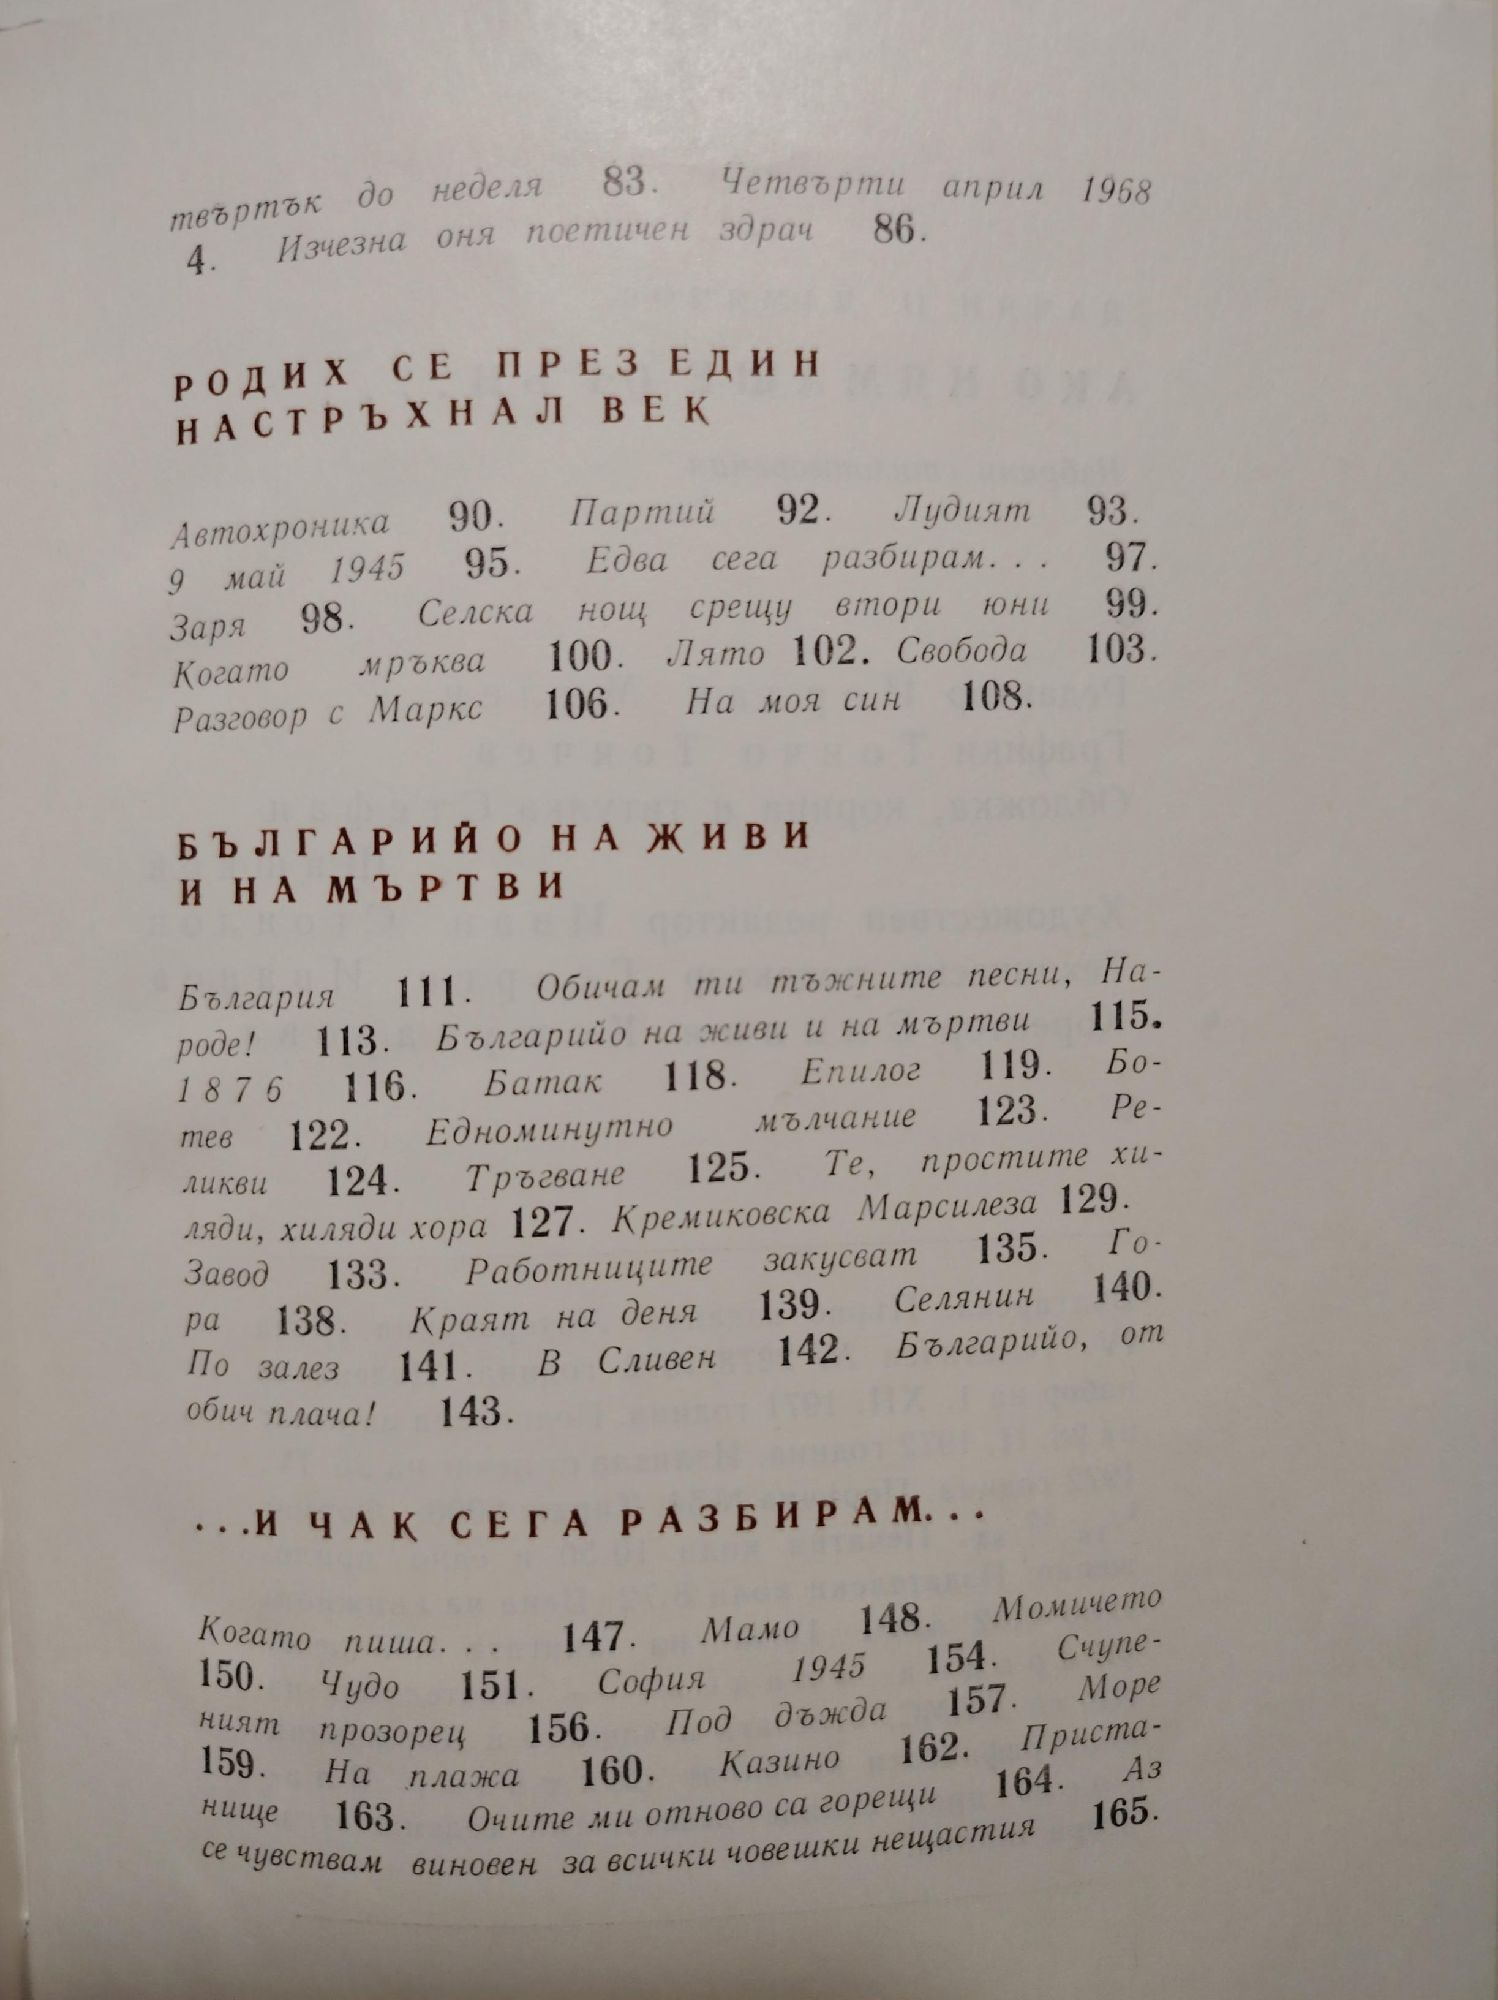 твъртък до неделя 83. Четвърти април 1968
4. Изчезна оня поетичен здрач 86.
РОДИХ СЕ ПРЕЗ ЕДИН
НАСТРЪХНАЛ ВЕК
Автохроника 90. Партий 92. Лудият 93.
9 май 1945 95. Едва сега разбирам... 97.
Заря 98. Селска нощ срещу втори юни 99.
Когато мръква 100. Лято 102. Свобода 103.
Разговор с Маркс 106. На моя син 108.
БЪЛГАРИЙО НА ЖИВИ
И НА МЪРТВИ
България 111. Обичам ти тъжните песни, На-
роде! 113. Българийо на живи и на мъртви 115.
1876 116. Батак 118. Епилог 119. Бо-
тев 122. Едноминутно мълчание 123. Ре-
ликви 124. Тръгване 125. Те, простите хи-
ляди, хиляди хора 127. Кремиковска Марсилеза 129.
Завод 133. Работниците закусват 135. Го-
ра 138. Краят на деня 139. Селянин 140.
По залез 141. В Сливен 142. Българийо, от
обич плача! 143.
...И ЧАК СЕГА РАЗБИРАМ...
Когато пиша... 147. Мамо 148. Момичето
150. Чудо 151. София 1945 154. Счупе-
ният прозорец 156. Под дъжда 157. Море
159. На плажа 160. Казино 162. Приста-
нище 163. Очите ми отново са горещи 164. Аз
се чувствам виновен за всички човешки нещастия 165.